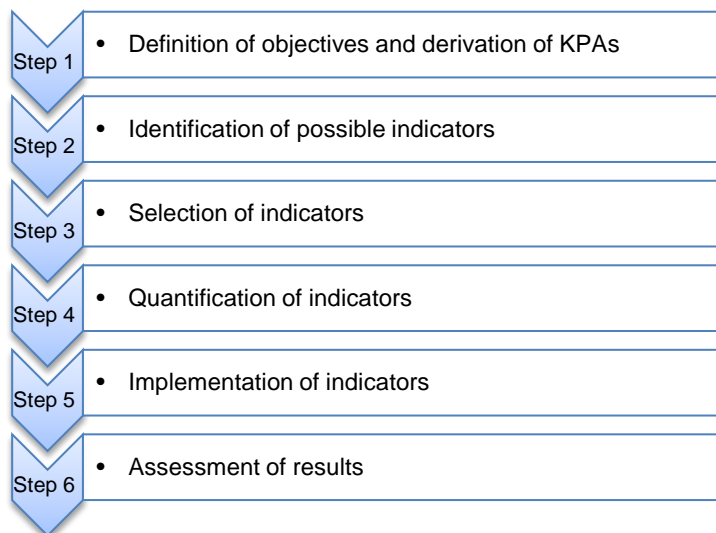 Step 1
• Definition of objectives and derivation of KPAs
Step 2
• Identification of possible indicators
Step 3
• Selection of indicators
Step 4
• Quantification of indicators
Step 5
• Implementation of indicators
Step 6
• Assessment of results